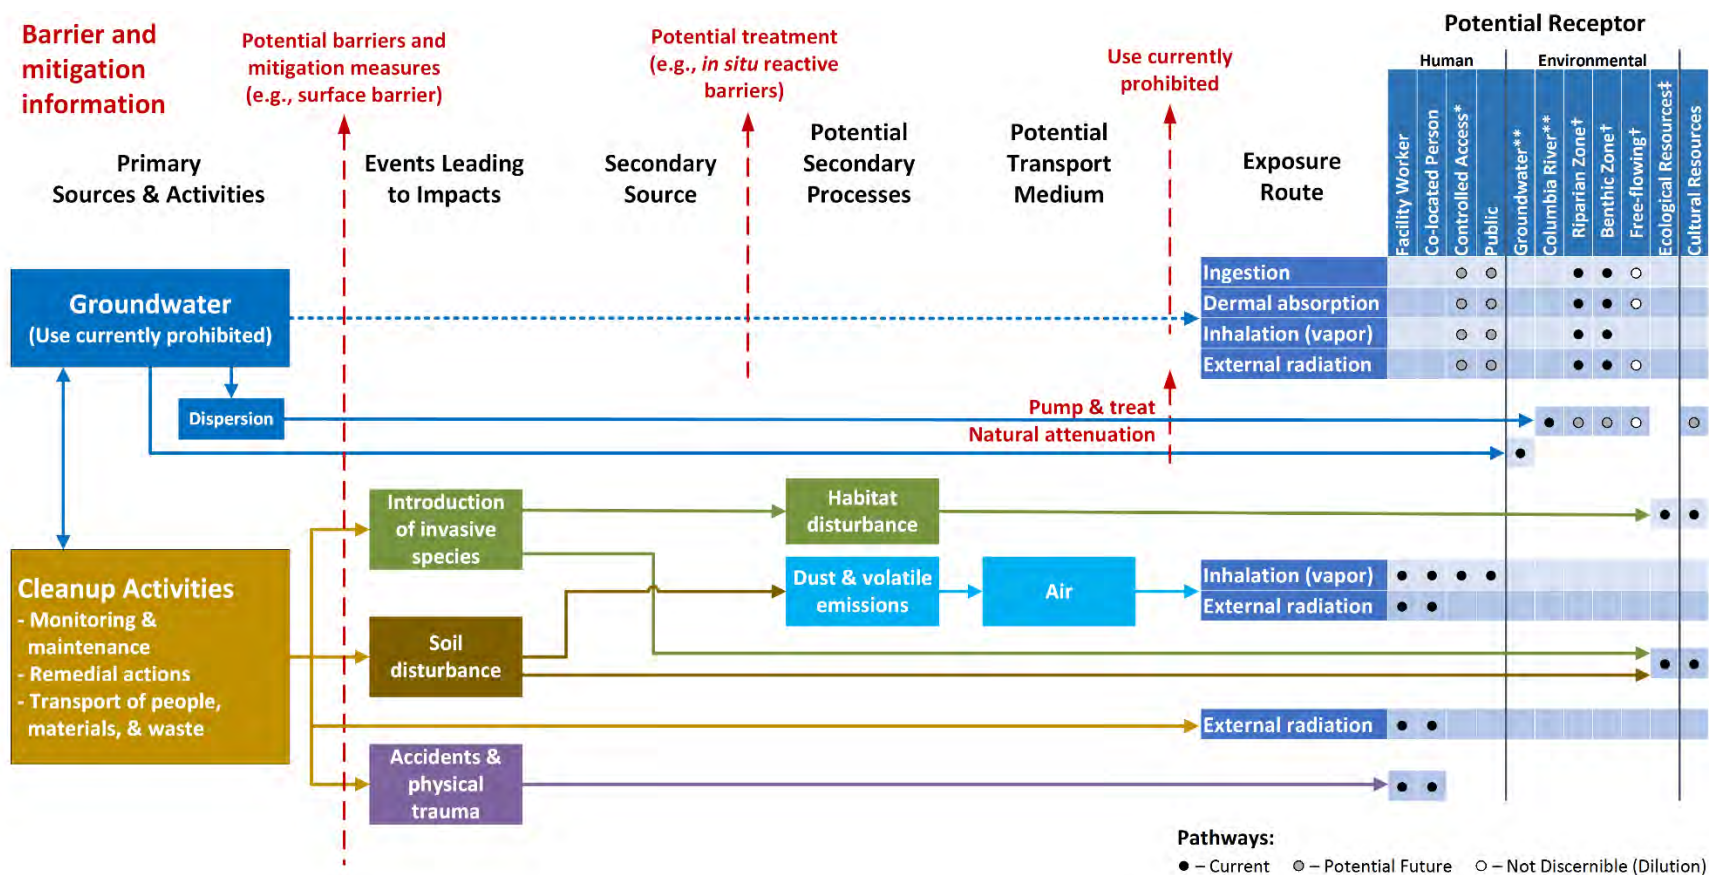 Barrier and
mitigation
information
Potential barriers and
mitigation measures
(e.g., surface barrier)
Potential treatment
(e.g., in situ reactive
barriers)
Use currently
prohibited
Potential Receptor
Human
Environmental
Primary
Sources & Activities
Events Leading
to Impacts
Secondary
Source
Potential
Secondary
Processes
Potential
Transport
Medium
Exposure
Route
Facility Worker
Co-located Person
Controlled Access*
Public
Groundwater**
Columbia River**
Riparian Zone†
Benthic Zone†
Free-flowing†
Ecological Resources‡
Cultural Resources
Groundwater
(Use currently prohibited)
Ingestion
Dermal absorption
Inhalation (vapor)
External radiation
Dispersion
Pump & treat
Natural attenuation
Introduction
of invasive
species
Habitat
disturbance
Cleanup Activities
- Monitoring &
maintenance
- Remedial actions
- Transport of people,
materials, & waste
Dust & volatile
emissions
Air
Inhalation (vapor)
External radiation
Soil
disturbance
External radiation
Accidents &
physical
trauma
Pathways:
● – Current ● – Potential Future ○ – Not Discernible (Dilution)